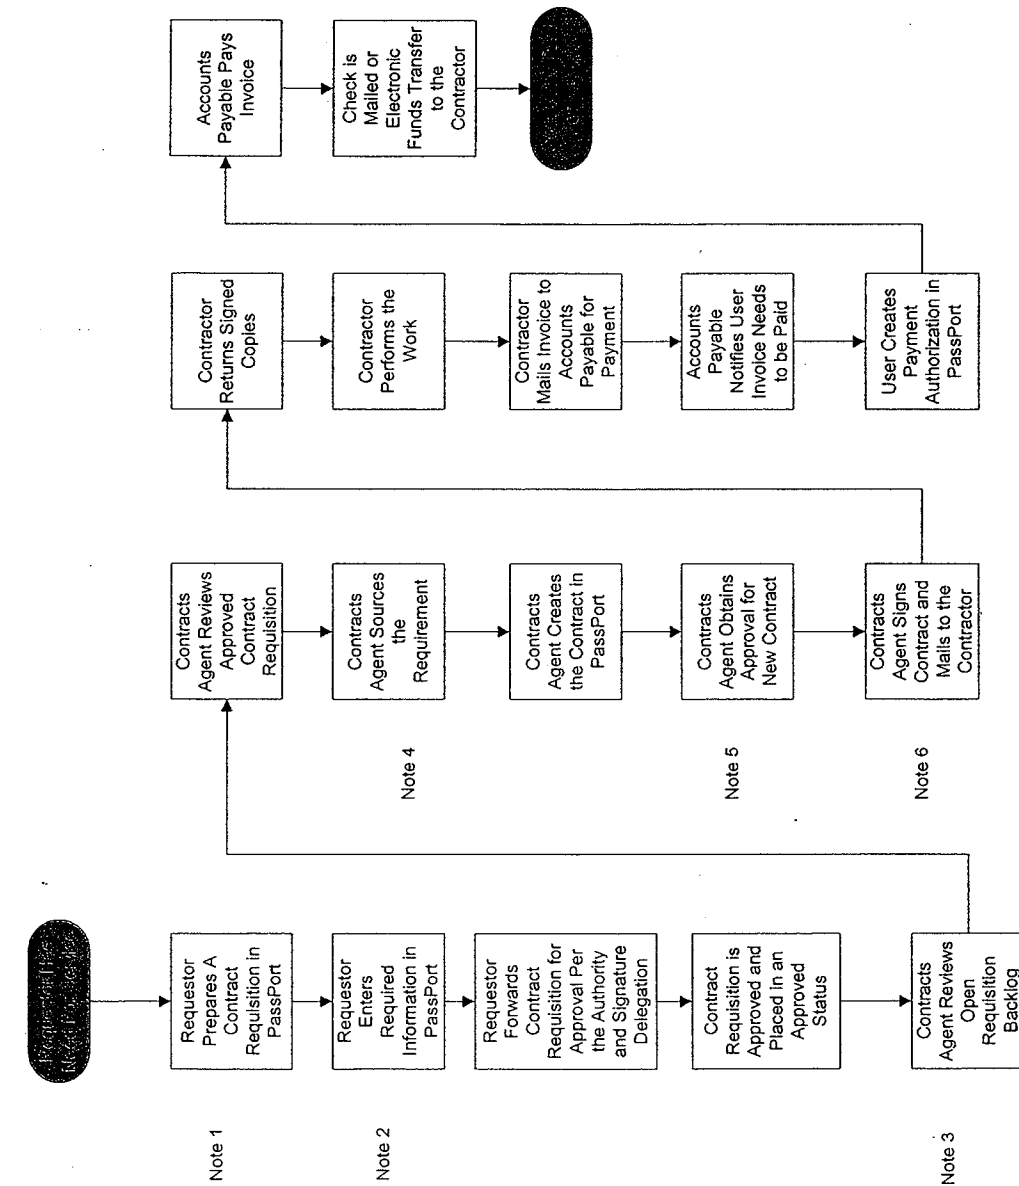 Note 1
Requestor
Prepares A
Contract
Requisition in
PassPort
Note 2
Requestor
Enters
Required
Information in
PassPort
Requestor
Forwards
Contract
Requisition for
Approval Per
the Authority
and Signature
Delegation
Contract
Requisition is
Approved and
Placed in an
Approved
Status
Note 3
Contracts
Agent Reviews
Open
Requisition
Backlog
Contracts
Agent Reviews
Approved
Contract
Requisition
Note 4
Contracts
Agent Sources
the
Requirement
Contracts
Agent Creates
the Contract in
PassPort
Note 5
Contracts
Agent Obtains
Approval for
New Contract
Note 6
Contracts
Agent Signs
Contract and
Mails to the
Contractor
Contractor
Returns Signed
Coples
Contractor
Performs the
Work
Contractor
Mails Invoice to
Accounts
Payable for
Payment
Accounts
Payable
Notifies User
Invoice Needs
to be Paid
User Creates
Payment
Authorization in
PassPort
Accounts
Payable Pays
Invoice
Check is
Mailed or
Electronic
Funds Transfer
to the
Contractor